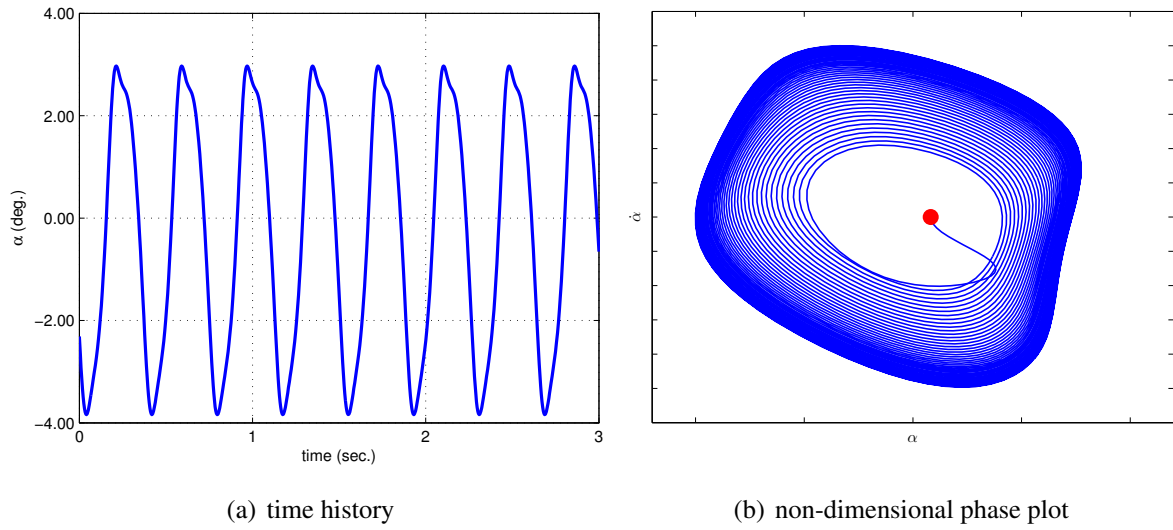 4.00
2.00
0.00
−2.00
−4.00
α (deg.)
0
1
2
3
time (sec.)
α̇
α
(a) time history
(b) non-dimensional phase plot